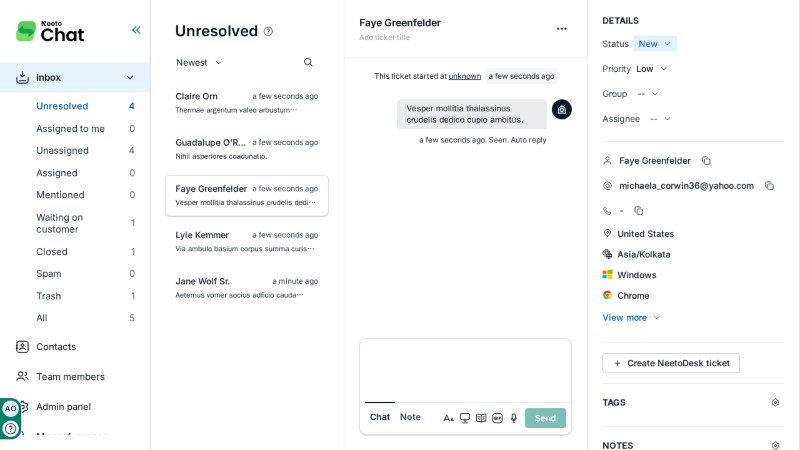 Neeto
Chat
Inbox
Unresolved 4
Assigned to me 0
Unassigned 4
Assigned 0
Mentioned 0
Waiting on
customer 1
Closed 1
Spam 0
Trash 1
All 5
Contacts
Team members
Admin panel
AO
Unresolved
Newest
Claire Orn a few seconds ago
Thermae argentum valeo arbustum...
Guadalupe O'R... a few seconds ago
Nihil asperiores coadunatio.
Faye Greenfelder a few seconds ago
Vesper mollitia thalassinus crudelis dedi...
Lyle Kemmer a few seconds ago
Via ambulo basium corpus summa curis...
Jane Wolf Sr. a minute ago
Aeternus vomer socius adficio cauda...
Faye Greenfelder
Add ticket title
This ticket started at unknown a few seconds ago
Vesper mollitia thalassinus
crudelis dedico cupio ambitus.
a few seconds ago. Seen. Auto reply
Chat Note
GIF
Send
DETAILS
Status New
Priority Low
Group --
Assignee --
Faye Greenfelder
michaela_corwin36@yahoo.com
-
United States
Asia/Kolkata
Windows
Chrome
View more
+ Create NeetoDesk ticket
TAGS
NOTES